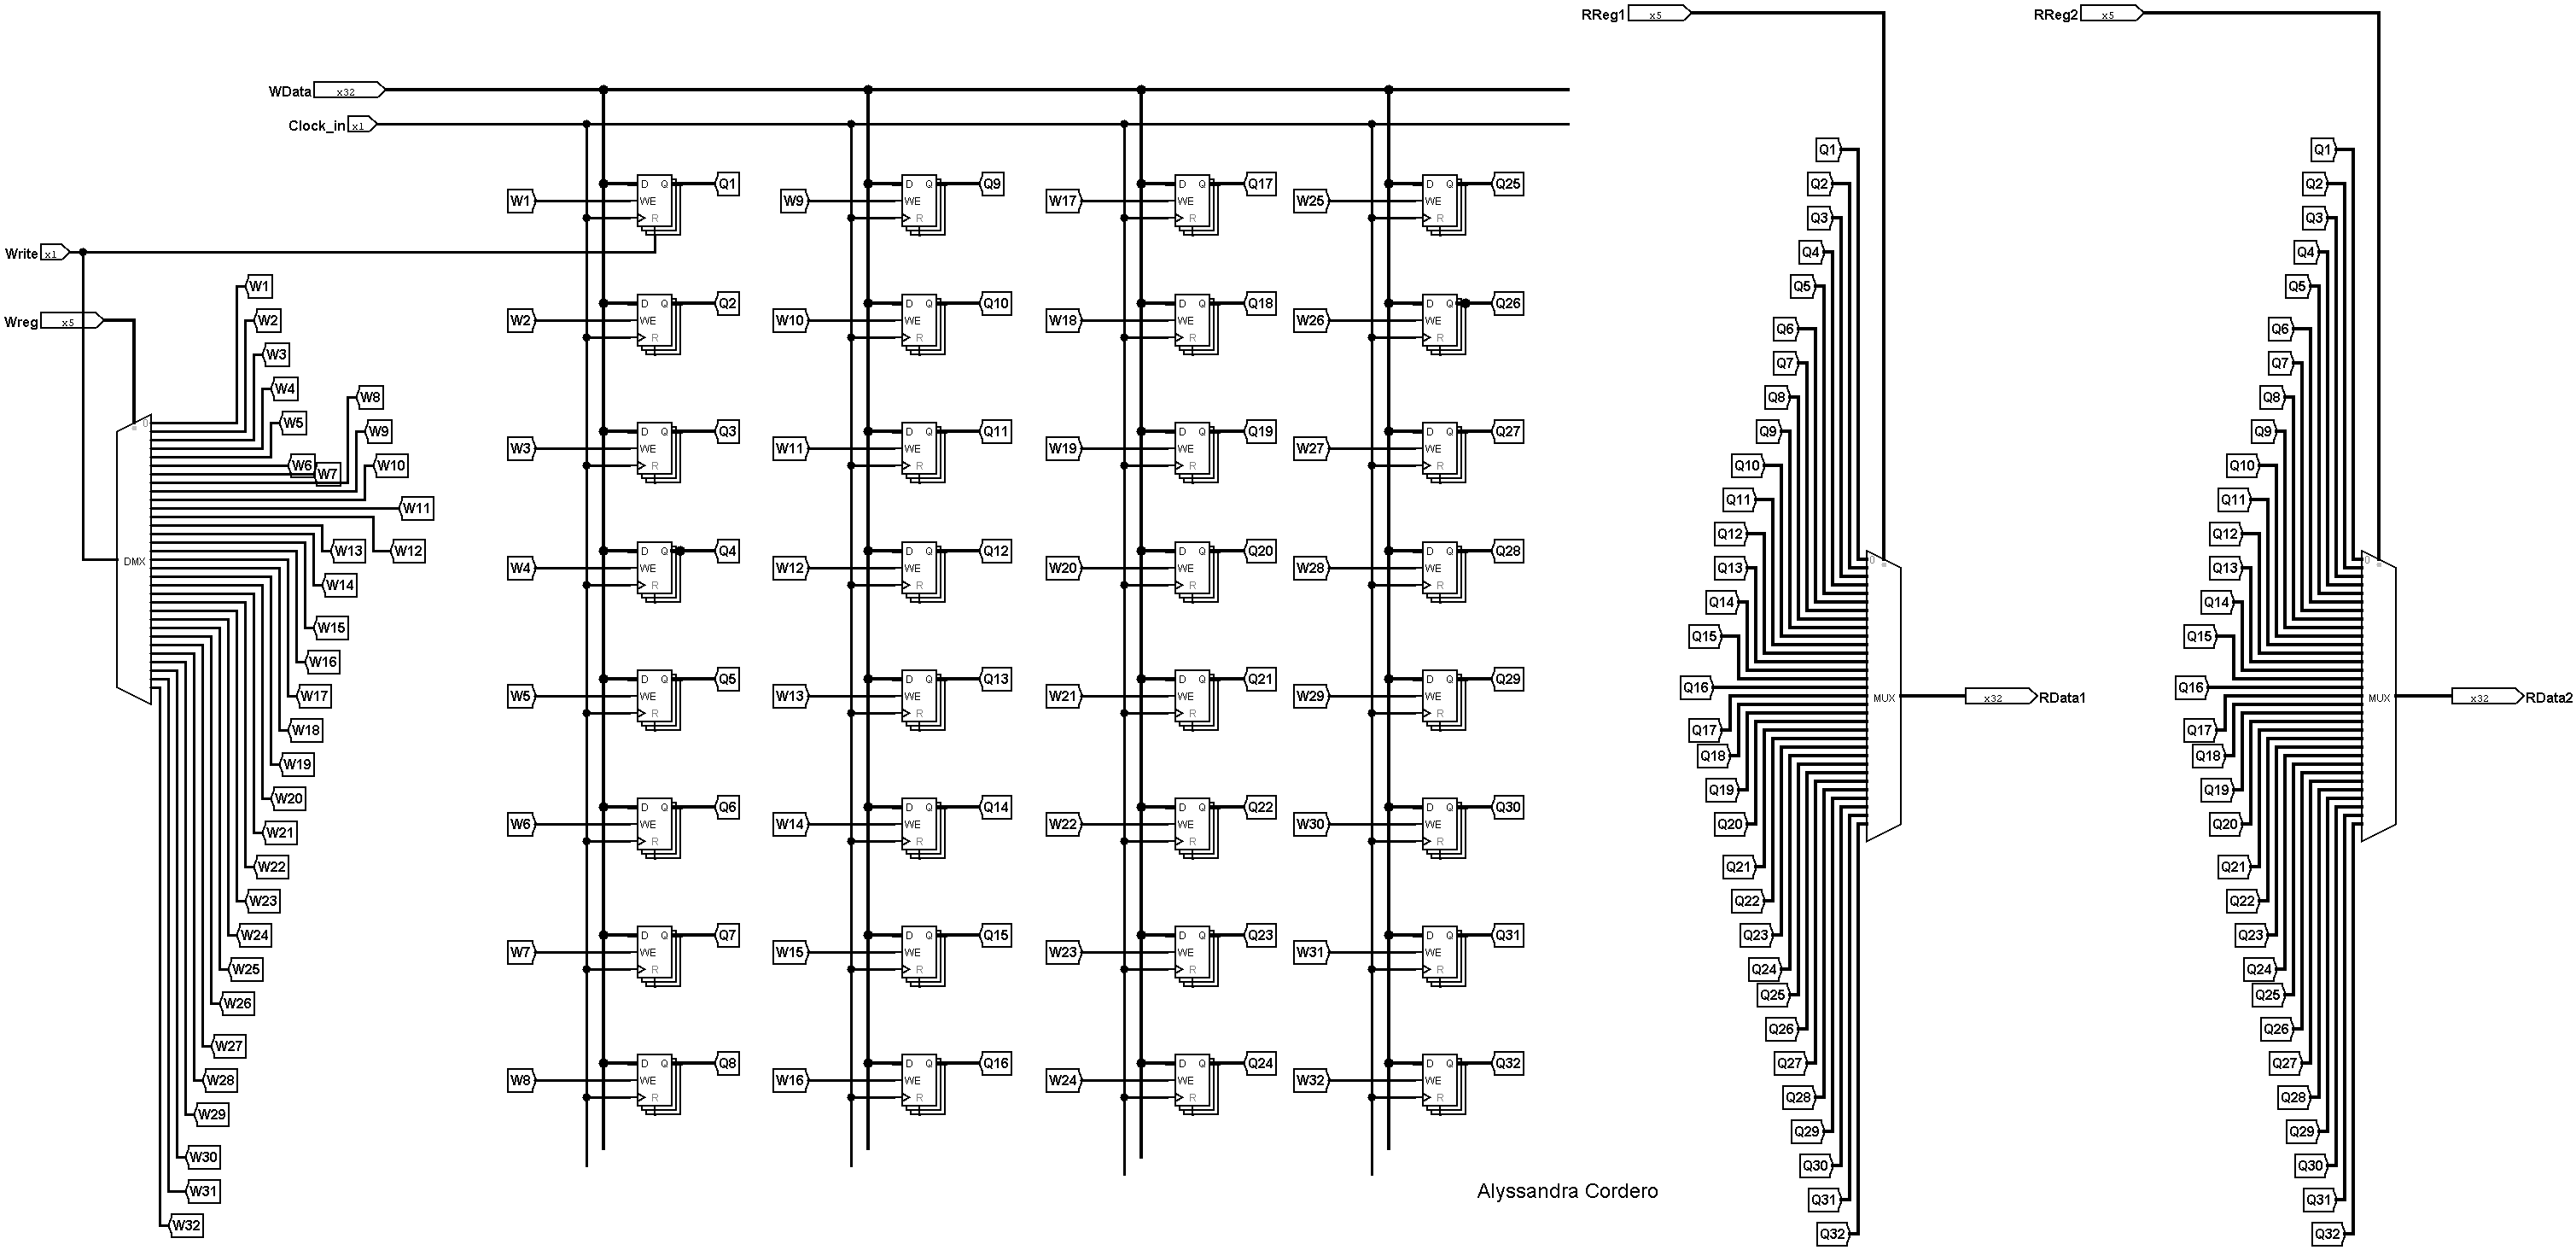 RReg1 x5
RReg2 x5
WData x32
Clock_in x1
Write x1
Wreg x5
0
DMX
W1
W2
W3
W4
W5
W6
W7
W8
W9
W10
W11
W12
W13
W14
W15
W16
W17
W18
W19
W20
W21
W22
W23
W24
W25
W26
W27
W28
W29
W30
W31
W32
W1 D Q WE R Q1
W9 D Q WE R Q9
W17 D Q WE R Q17
W25 D Q WE R Q25
W2 D Q WE R Q2
W10 D Q WE R Q10
W18 D Q WE R Q18
W26 D Q WE R Q26
W3 D Q WE R Q3
W11 D Q WE R Q11
W19 D Q WE R Q19
W27 D Q WE R Q27
W4 D Q WE R Q4
W12 D Q WE R Q12
W20 D Q WE R Q20
W28 D Q WE R Q28
W5 D Q WE R Q5
W13 D Q WE R Q13
W21 D Q WE R Q21
W29 D Q WE R Q29
W6 D Q WE R Q6
W14 D Q WE R Q14
W22 D Q WE R Q22
W30 D Q WE R Q30
W7 D Q WE R Q7
W15 D Q WE R Q15
W23 D Q WE R Q23
W31 D Q WE R Q31
W8 D Q WE R Q8
W16 D Q WE R Q16
W24 D Q WE R Q24
W32 D Q WE R Q32
Alyssandra Cordero
Q1
Q2
Q3
Q4
Q5
Q6
Q7
Q8
Q9
Q10
Q11
Q12
Q13
Q14
Q15
Q16
Q17
Q18
Q19
Q20
Q21
Q22
Q23
Q24
Q25
Q26
Q27
Q28
Q29
Q30
Q31
Q32
0
MUX
x32 RData1
Q1
Q2
Q3
Q4
Q5
Q6
Q7
Q8
Q9
Q10
Q11
Q12
Q13
Q14
Q15
Q16
Q17
Q18
Q19
Q20
Q21
Q22
Q23
Q24
Q25
Q26
Q27
Q28
Q29
Q30
Q31
Q32
0
MUX
x32 RData2